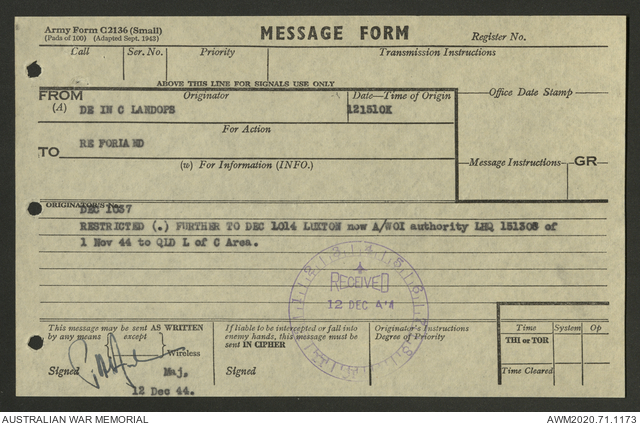 Army Form C2136 (Small)
(Pads of 100) (Adapted Sept. 1943)
MESSAGE FORM
Register No.
Call Ser. No. Priority Transmission Instructions
ABOVE THIS LINE FOR SIGNALS USE ONLY
FROM Originator Date—Time of Origin Office Date Stamp
(A) DE IN C LANDOPS 121510K
For Action
TO RE FORLAND
(w) For Information (INFO.) Message Instructions GR
ORIGINATOR'S No.
DEC 1037
RESTRICTED (.) FURTHER TO DEC 1014 LUXTON now A/WOI authority LHQ 151308 of
1 Nov 44 to QLD L of C Area.
RECEIVED
12 DEC 44
This message may be sent AS WRITTEN
by any means except
Wireless
If liable to be intercepted or fall into
enemy hands, this message must be
sent IN CIPHER
Originator's Instructions
Degree of Priority
Time System Op
THI or TOR
Time Cleared
Signed Maj.
12 Dec 44.
Signed
AUSTRALIAN WAR MEMORIAL AWM2020.71.1173